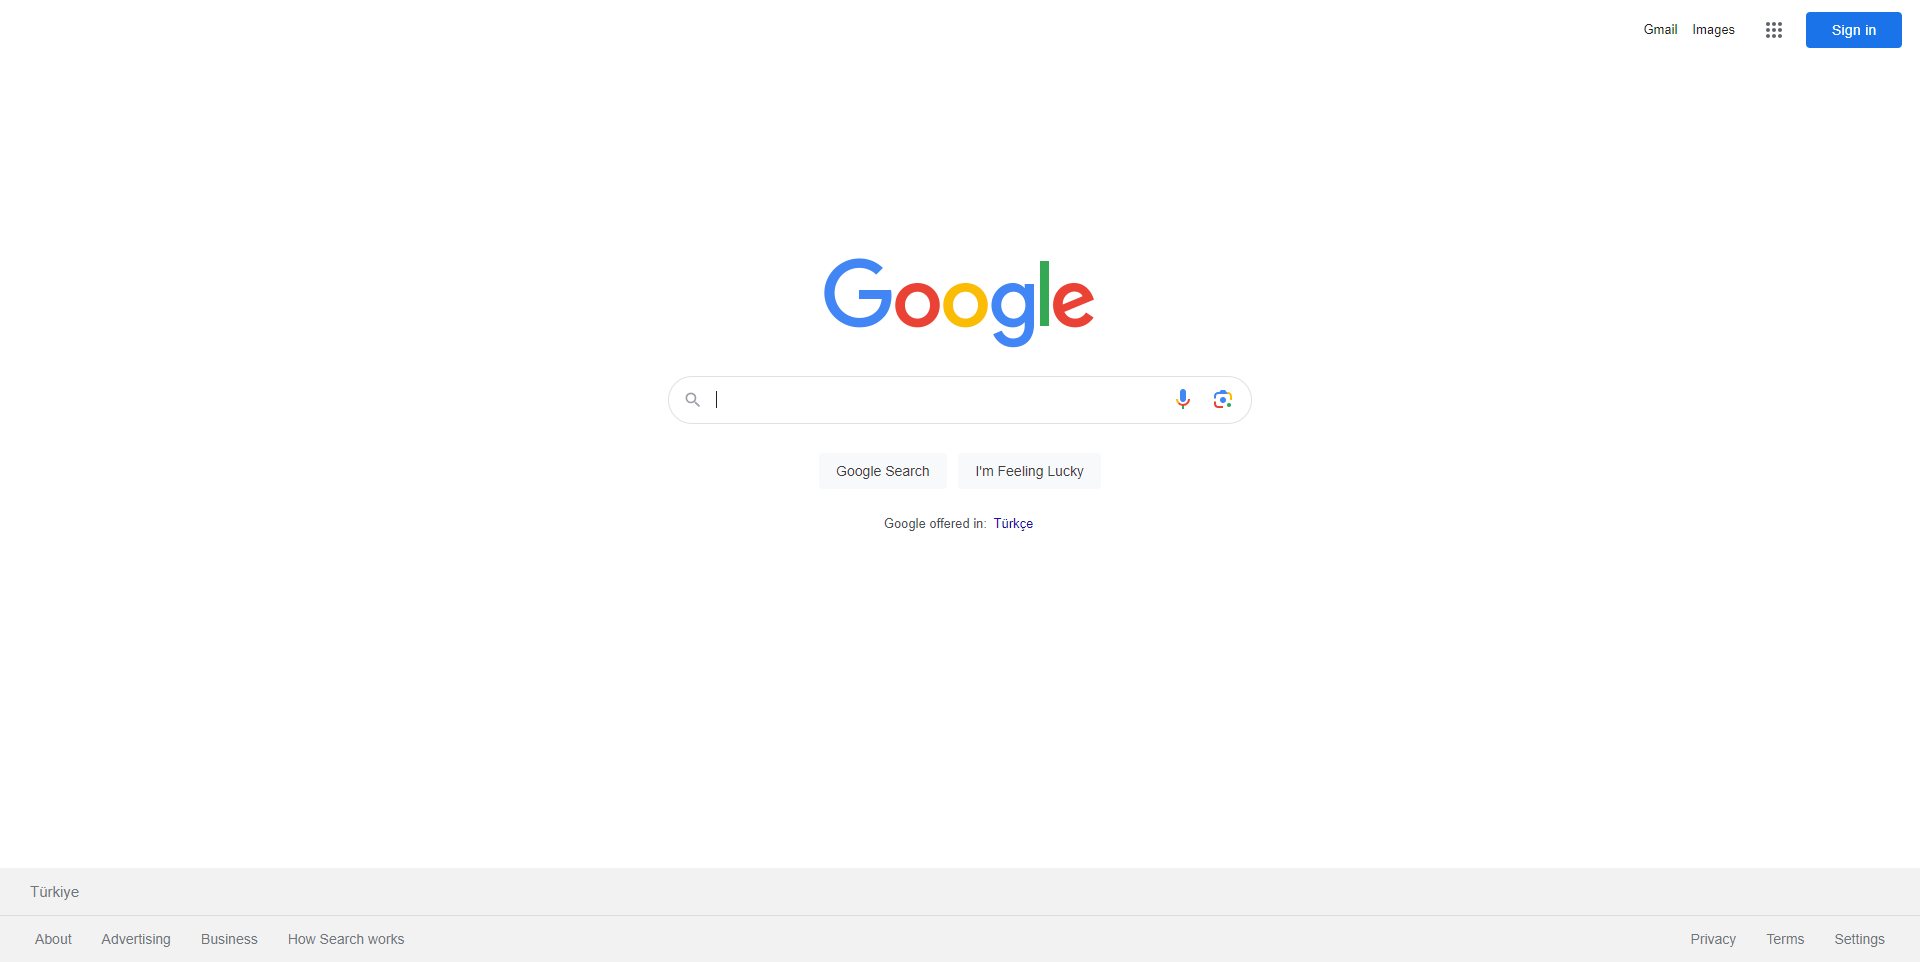 Gmail Images Sign in
Google
Google Search I'm Feeling Lucky
Google offered in: Türkçe
Türkiye
About Advertising Business How Search works Privacy Terms Settings